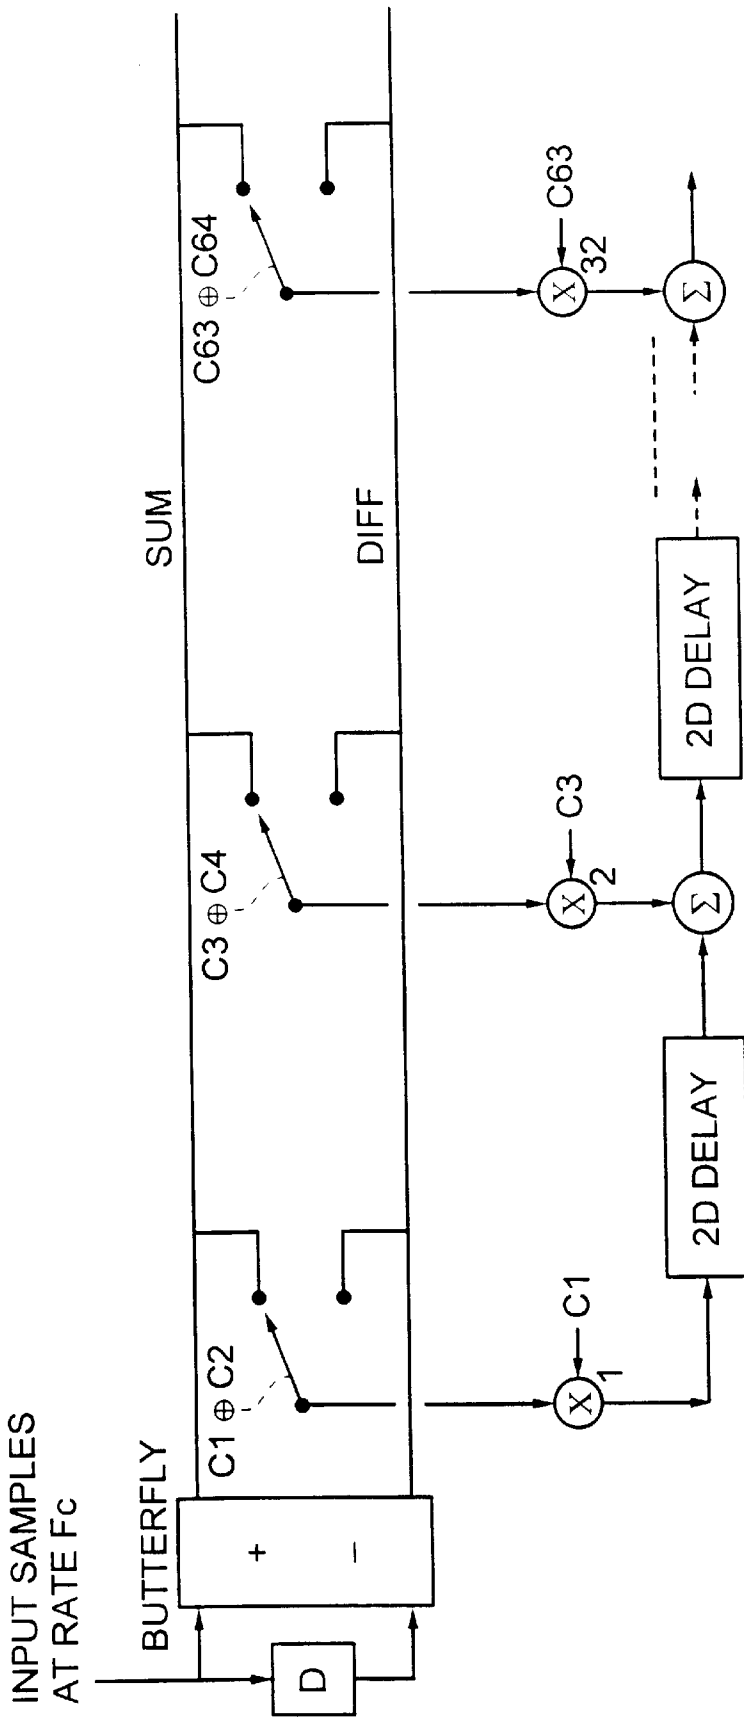 INPUT SAMPLES
AT RATE Fc
BUTTERFLY
D
+
−
SUM
DIFF
C1 ⊕ C2
C3 ⊕ C4
C63 ⊕ C64
X
1
C1
X
2
C3
X
32
C63
2D DELAY
Σ
2D DELAY
Σ